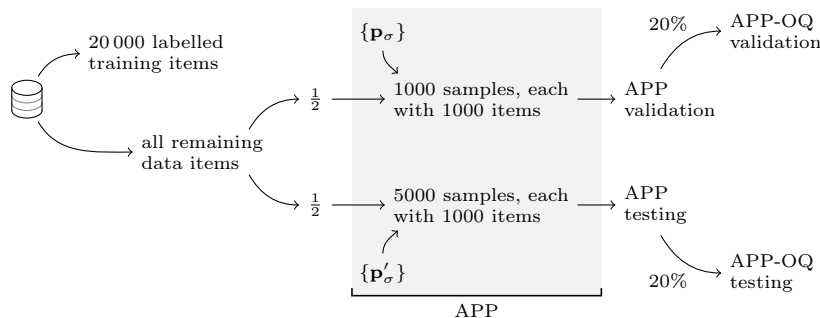 20 000 labelled
training items
all remaining
data items
1/2
1/2
{p_σ}
1000 samples, each
with 1000 items
5000 samples, each
with 1000 items
{p′_σ}
APP
APP
validation
APP
testing
20%
APP-OQ
validation
20%
APP-OQ
testing